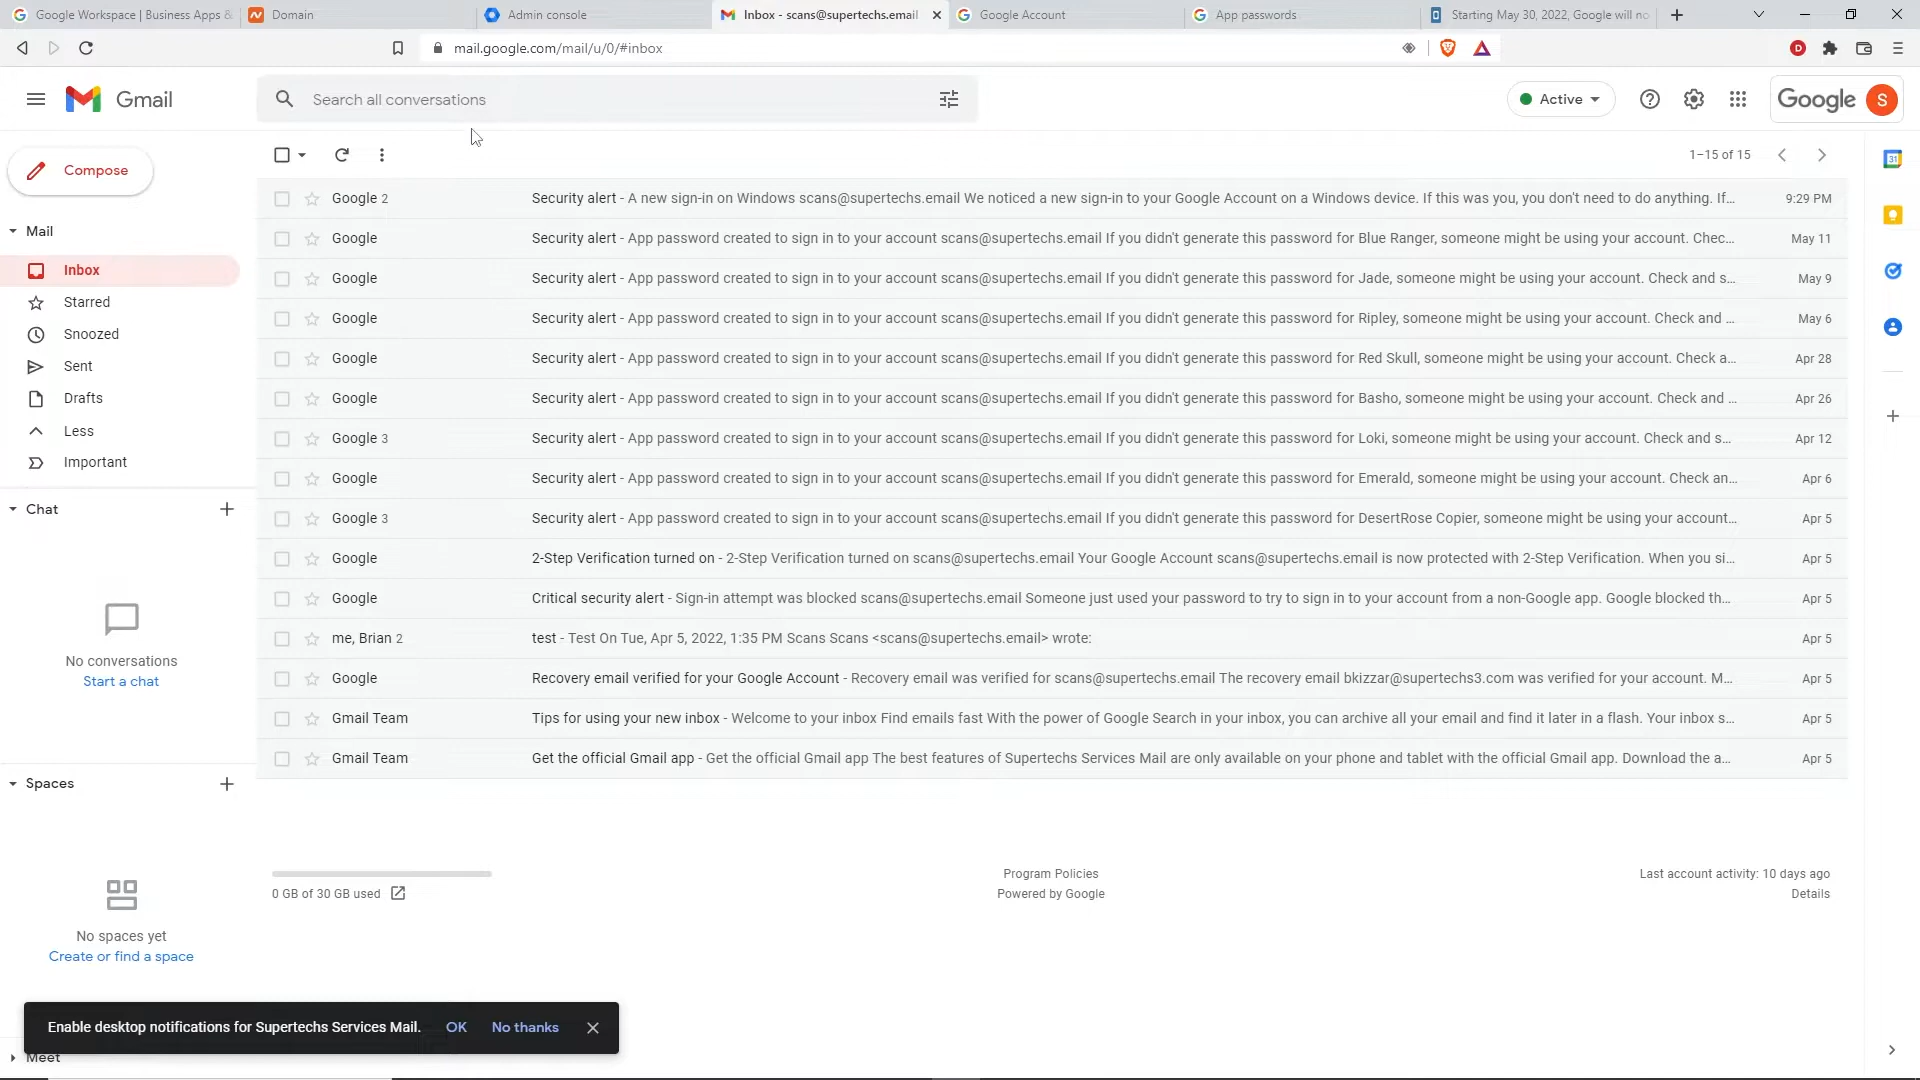 Google Workspace | Business Apps &
Domain
Admin console
Inbox - scans@supertechs.email
Google Account
App passwords
Starting May 30, 2022, Google will no
mail.google.com/mail/u/0/#inbox
D
Gmail
Search all conversations
Active
Google
S
Compose
1–15 of 15
31
Mail
Inbox
Starred
Snoozed
Sent
Drafts
Less
Important
Chat
No conversations
Start a chat
Spaces
No spaces yet
Create or find a space
Meet
Google 2 Security alert - A new sign-in on Windows scans@supertechs.email We noticed a new sign-in to your Google Account on a Windows device. If this was you, you don't need to do anything. If... 9:29 PM
Google Security alert - App password created to sign in to your account scans@supertechs.email If you didn't generate this password for Blue Ranger, someone might be using your account. Chec... May 11
Google Security alert - App password created to sign in to your account scans@supertechs.email If you didn't generate this password for Jade, someone might be using your account. Check and s... May 9
Google Security alert - App password created to sign in to your account scans@supertechs.email If you didn't generate this password for Ripley, someone might be using your account. Check and ... May 6
Google Security alert - App password created to sign in to your account scans@supertechs.email If you didn't generate this password for Red Skull, someone might be using your account. Check a... Apr 28
Google Security alert - App password created to sign in to your account scans@supertechs.email If you didn't generate this password for Basho, someone might be using your account. Check and ... Apr 26
Google 3 Security alert - App password created to sign in to your account scans@supertechs.email If you didn't generate this password for Loki, someone might be using your account. Check and s... Apr 12
Google Security alert - App password created to sign in to your account scans@supertechs.email If you didn't generate this password for Emerald, someone might be using your account. Check an... Apr 6
Google 3 Security alert - App password created to sign in to your account scans@supertechs.email If you didn't generate this password for DesertRose Copier, someone might be using your account... Apr 5
Google 2-Step Verification turned on - 2-Step Verification turned on scans@supertechs.email Your Google Account scans@supertechs.email is now protected with 2-Step Verification. When you si... Apr 5
Google Critical security alert - Sign-in attempt was blocked scans@supertechs.email Someone just used your password to try to sign in to your account from a non-Google app. Google blocked th... Apr 5
me, Brian 2 test - Test On Tue, Apr 5, 2022, 1:35 PM Scans Scans <scans@supertechs.email> wrote: Apr 5
Google Recovery email verified for your Google Account - Recovery email was verified for scans@supertechs.email The recovery email bkizzar@supertechs3.com was verified for your account. M... Apr 5
Gmail Team Tips for using your new inbox - Welcome to your inbox Find emails fast With the power of Google Search in your inbox, you can archive all your email and find it later in a flash. Your inbox s... Apr 5
Gmail Team Get the official Gmail app - Get the official Gmail app The best features of Supertechs Services Mail are only available on your phone and tablet with the official Gmail app. Download the a... Apr 5
0 GB of 30 GB used
Program Policies
Powered by Google
Last account activity: 10 days ago
Details
Enable desktop notifications for Supertechs Services Mail. OK No thanks